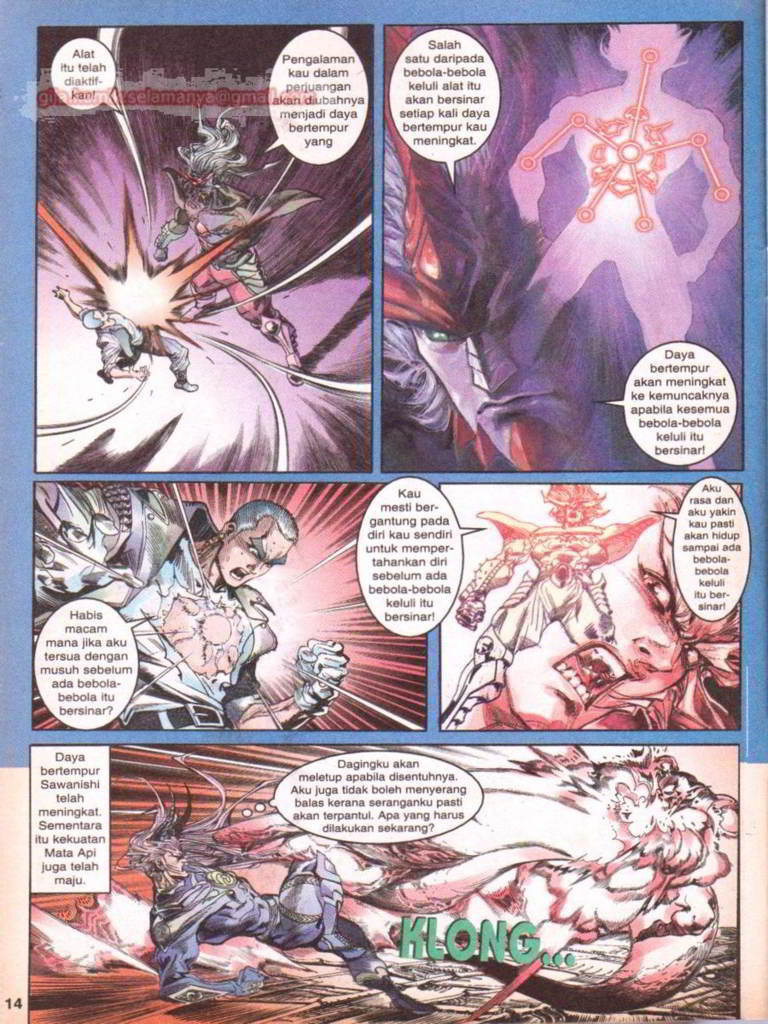 Alat
itu telah
diaktif-
kan!
Pengalaman
kau dalam
perjuangan
akan diubahnya
menjadi daya
bertempur
yang
Salah
satu daripada
bebola-bebola
keluli alat itu
akan bersinar
setiap kali daya
bertempur kau
meningkat.
Daya
bertempur
akan meningkat
ke kemuncaknya
apabila kesemua
bebola-bebola
keluli itu
bersinar!
Habis
macam
mana jika aku
tersua dengan
musuh sebelum
ada bebola-
bebola itu
bersinar?
Kau
mesti ber-
gantung pada
diri kau sendiri
untuk memper-
tahankan diri
sebelum ada
bebola-bebola
keluli itu
bersinar!
Aku
rasa dan
aku yakin
kau pasti
akan hidup
sampai ada
bebola-
bebola
keluli
itu ber-
sinar!
Daya
bertempur
Sawanishi
telah
meningkat.
Sementara
itu kekuatan
Mata Api
juga telah
maju.
Dagingku akan
meletup apabila disentuhnya.
Aku juga tidak boleh menyerang
balas kerana seranganku pasti
akan terpantul. Apa yang harus
dilakukan sekarang?
KLONG...
14